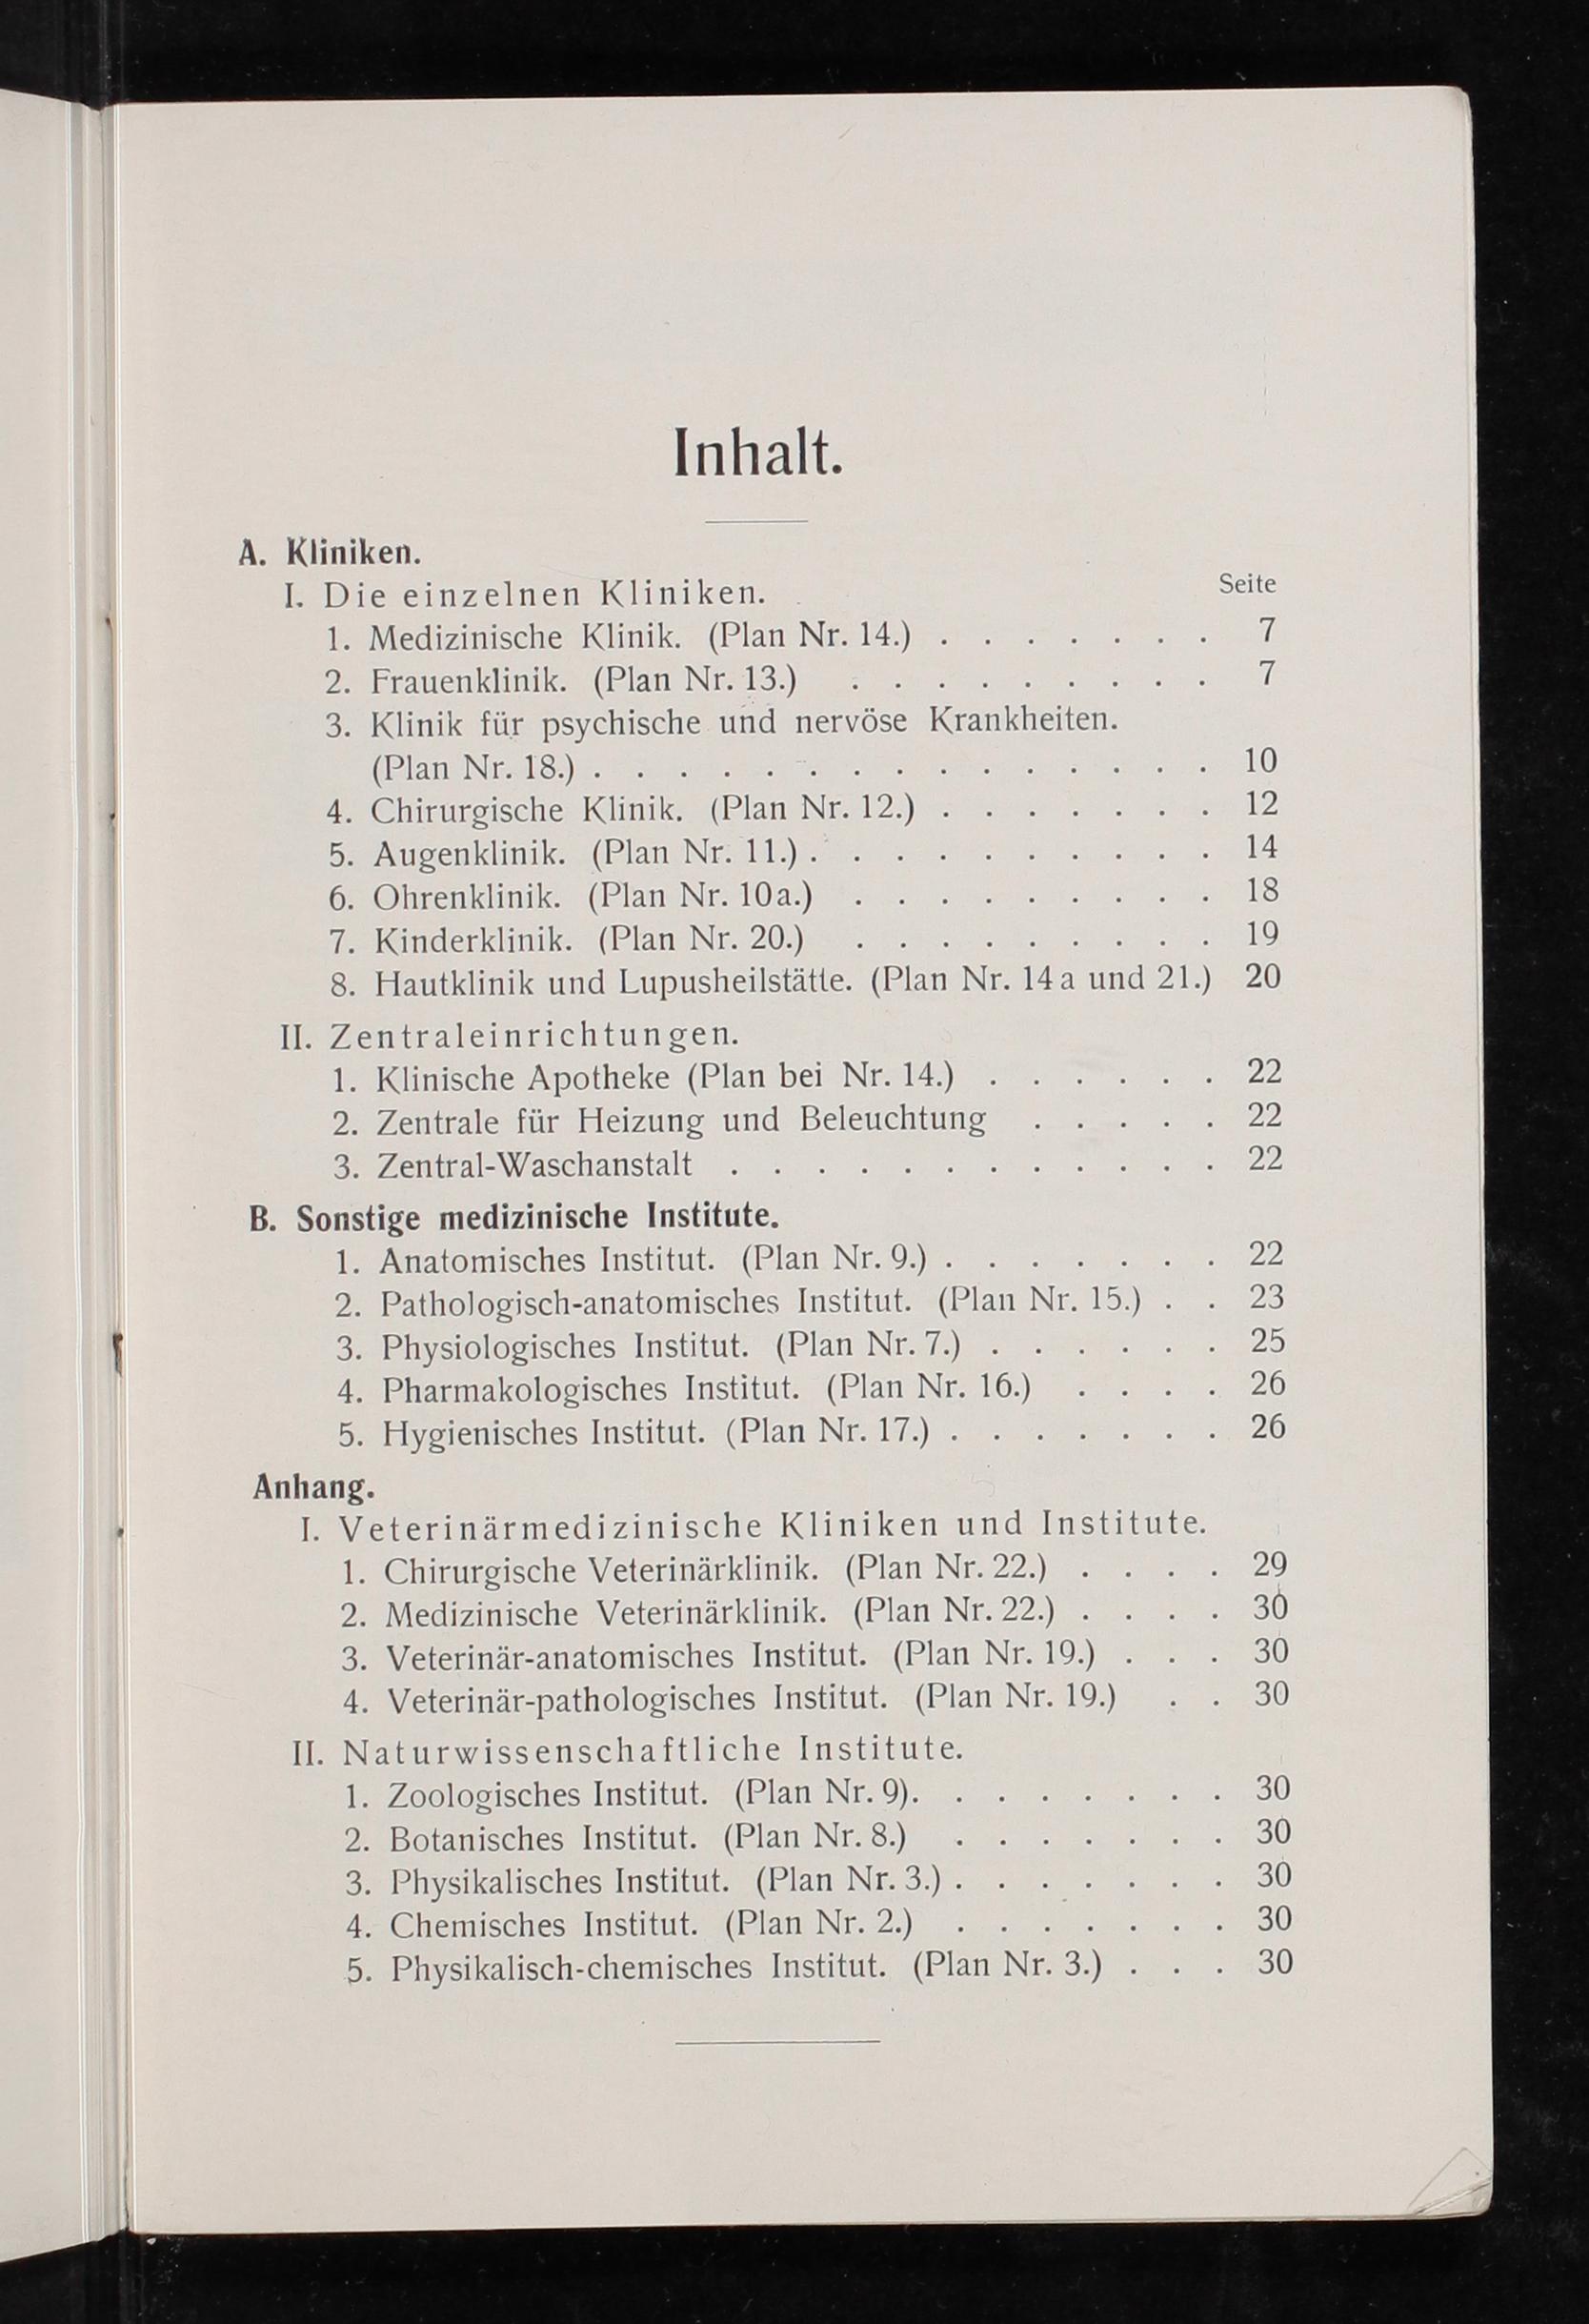 Inhalt.
A. Kliniken.
I. Die einzelnen Kliniken. Seite
1. Medizinische Klinik. (Plan Nr. 14.) . . . . . . . 7
2. Frauenklinik. (Plan Nr. 13.) . . . . . . . . . 7
3. Klinik für psychische und nervöse Krankheiten.
(Plan Nr. 18.) . . . . . . . . . . . . . . . 10
4. Chirurgische Klinik. (Plan Nr. 12.) . . . . . . . 12
5. Augenklinik. (Plan Nr. 11.) . . . . . . . . . . 14
6. Ohrenklinik. (Plan Nr. 10a.) . . . . . . . . . 18
7. Kinderklinik. (Plan Nr. 20.) . . . . . . . . . 19
8. Hautklinik und Lupusheilstätte. (Plan Nr. 14a und 21.) 20
II. Zentraleinrichtungen.
1. Klinische Apotheke (Plan bei Nr. 14.) . . . . . . 22
2. Zentrale für Heizung und Beleuchtung . . . . . 22
3. Zentral-Waschanstalt . . . . . . . . . . . . 22
B. Sonstige medizinische Institute.
1. Anatomisches Institut. (Plan Nr. 9.) . . . . . . . 22
2. Pathologisch-anatomisches Institut. (Plan Nr. 15.) . . 23
3. Physiologisches Institut. (Plan Nr. 7.) . . . . . . 25
4. Pharmakologisches Institut. (Plan Nr. 16.) . . . . 26
5. Hygienisches Institut. (Plan Nr. 17.) . . . . . . . 26
Anhang.
I. Veterinärmedizinische Kliniken und Institute.
1. Chirurgische Veterinärklinik. (Plan Nr. 22.) . . . . 29
2. Medizinische Veterinärklinik. (Plan Nr. 22.) . . . . 30
3. Veterinär-anatomisches Institut. (Plan Nr. 19.) . . . 30
4. Veterinär-pathologisches Institut. (Plan Nr. 19.) . . 30
II. Naturwissenschaftliche Institute.
1. Zoologisches Institut. (Plan Nr. 9). . . . . . . . 30
2. Botanisches Institut. (Plan Nr. 8.) . . . . . . . 30
3. Physikalisches Institut. (Plan Nr. 3.) . . . . . . . 30
4. Chemisches Institut. (Plan Nr. 2.) . . . . . . . 30
5. Physikalisch-chemisches Institut. (Plan Nr. 3.) . . . 30